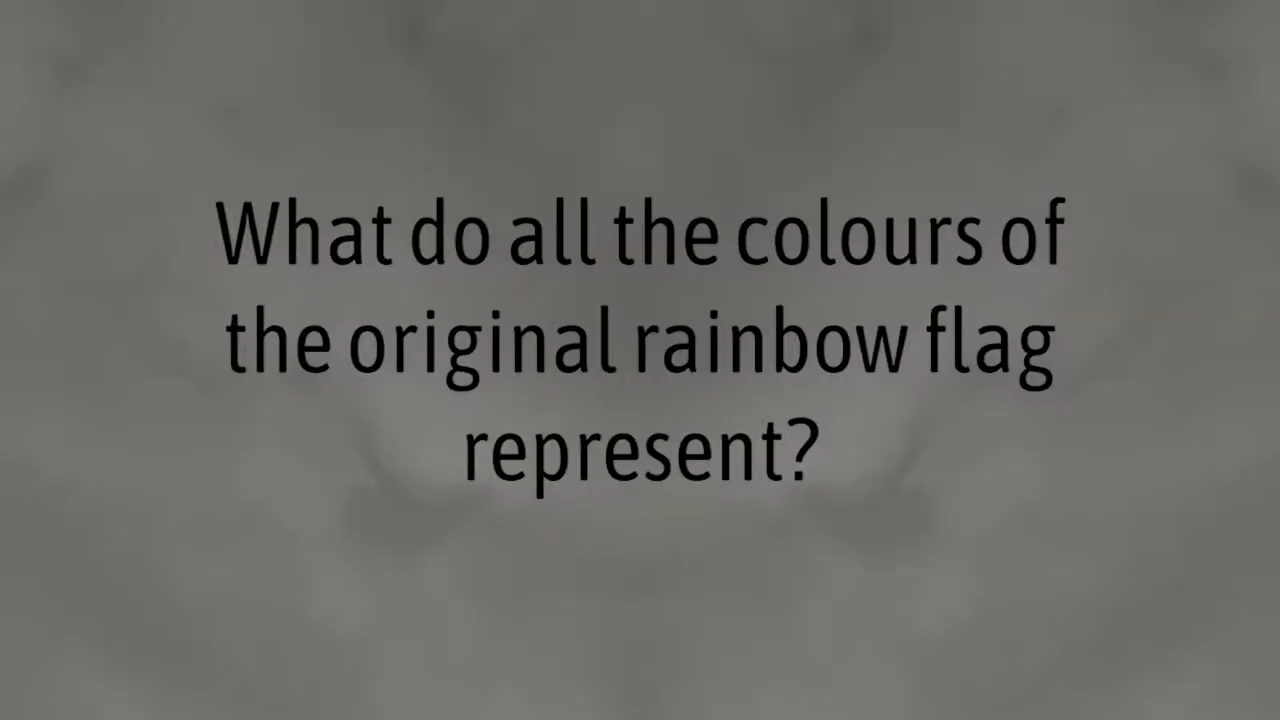 What do all the colours of
the original rainbow flag
represent?